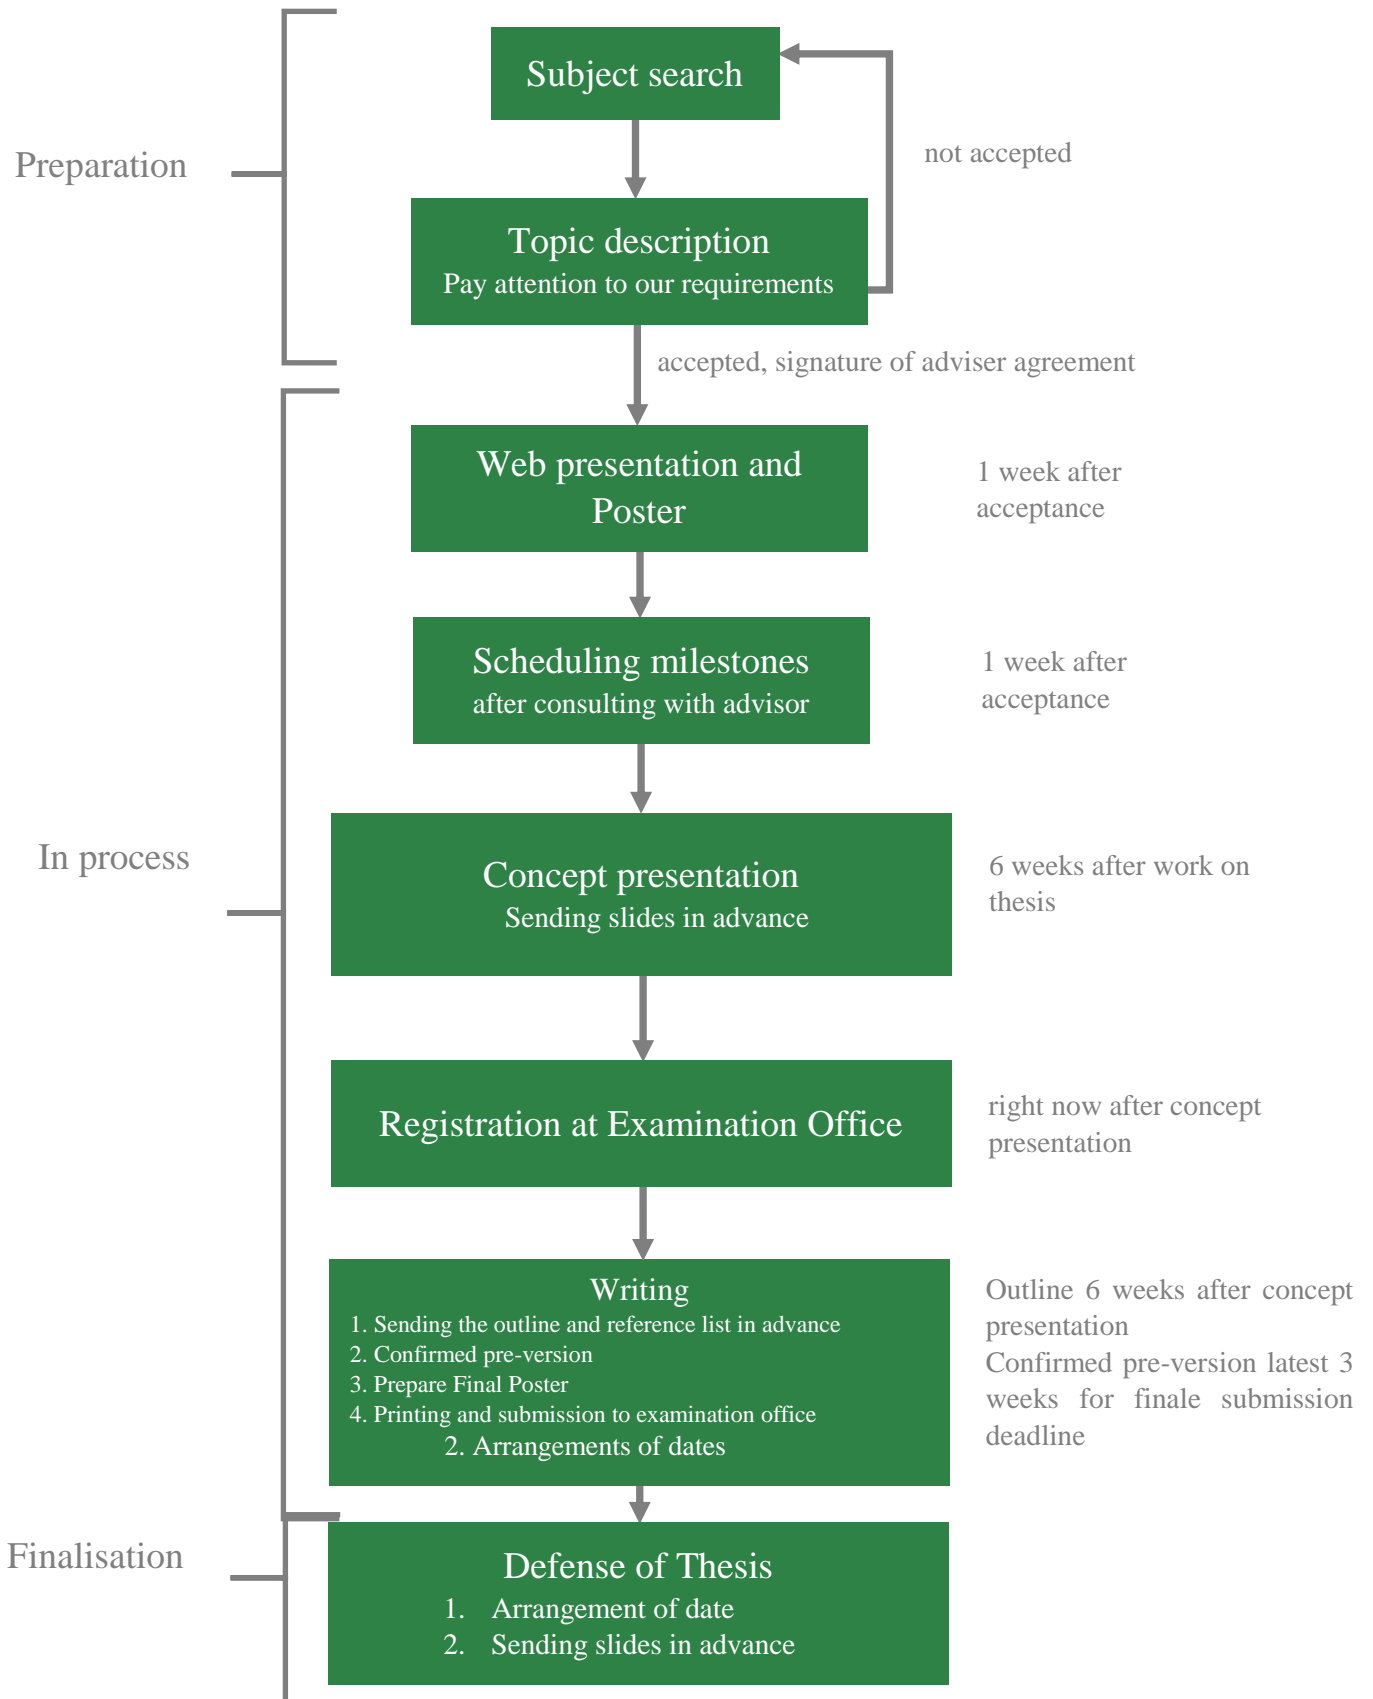 Subject search
not accepted
Preparation
Topic description
Pay attention to our requirements
accepted, signature of adviser agreement
Web presentation and
Poster
1 week after
acceptance
Scheduling milestones
after consulting with advisor
1 week after
acceptance
In process
Concept presentation
Sending slides in advance
6 weeks after work on
thesis
Registration at Examination Office
right now after concept
presentation
Writing
1. Sending the outline and reference list in advance
2. Confirmed pre-version
3. Prepare Final Poster
4. Printing and submission to examination office
2. Arrangements of dates
Outline 6 weeks after concept
presentation
Confirmed pre-version latest 3
weeks for finale submission
deadline
Finalisation
Defense of Thesis
1. Arrangement of date
2. Sending slides in advance